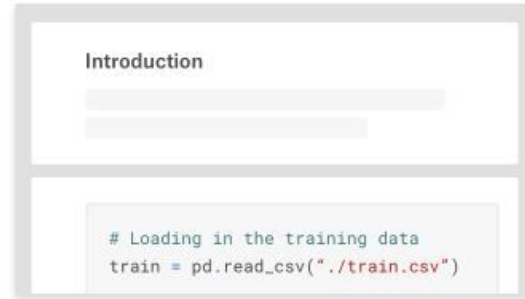 Introduction
# Loading in the training data
train = pd.read_csv("./train.csv")